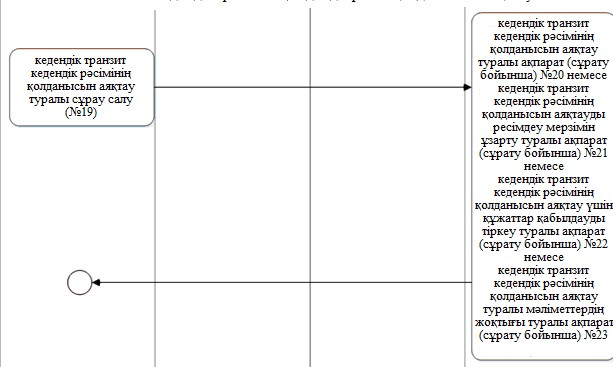 кедендік транзит
кедендік рәсімінің
қолданысын аяқтау
туралы сұрау салу
(№19)
кедендік транзит
кедендік рәсімінің
қолданысын аяқтау
туралы ақпарат (сұрату
бойынша) №20 немесе
кедендік транзит
кедендік рәсімінің
қолданысын аяқтауды
ресімдеу мерзімін
ұзарту туралы ақпарат
(сұрату бойынша) №21
немесе
кедендік транзит
кедендік рәсімінің
қолданысын аяқтау үшін
құжаттар қабылдауды
тіркеу туралы ақпарат
(сұрату бойынша) №22
немесе
кедендік транзит
кедендік рәсімінің
қолданысын аяқтау
туралы мәліметтердің
жоқтығы туралы ақпарат
(сұрату бойынша) №23